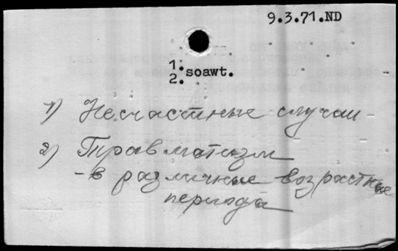 9.3.71.ND
1. soawt.
2.
1) Несчастные случаи
2) Травматизм
- в различные возрастные
периоды